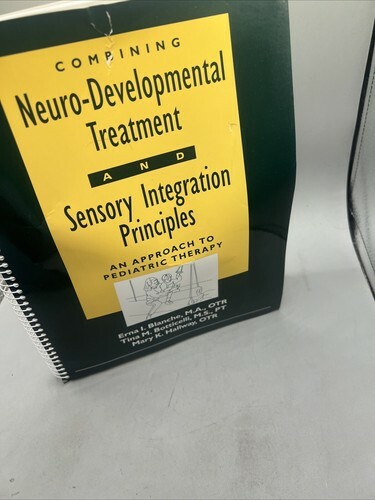 COMBINING
Neuro-Developmental
Treatment
AND
Sensory Integration
Principles
AN APPROACH TO
PEDIATRIC THERAPY
Erna I. Blanche, M.A., OTR
Tina M. Botticelli, M.S., PT
Mary K. Hallway, OTR